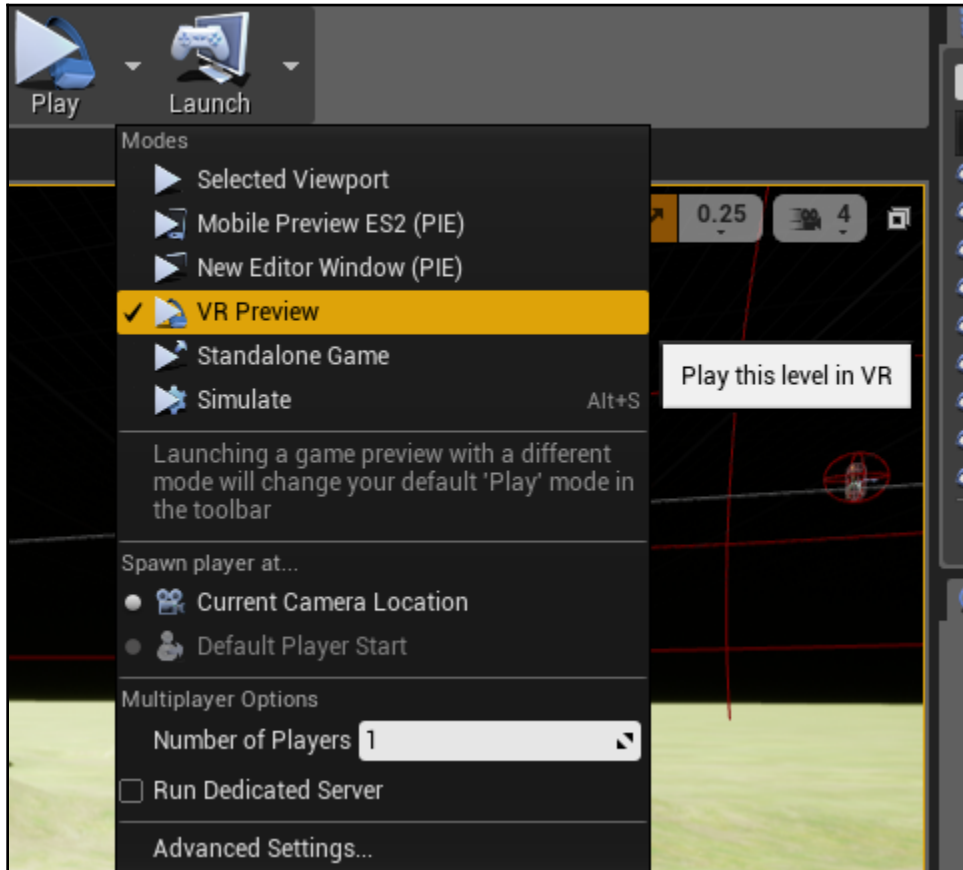 Play
Launch
Modes
Selected Viewport
Mobile Preview ES2 (PIE)
0.25
4
New Editor Window (PIE)
VR Preview
Standalone Game
Play this level in VR
Simulate
Alt+S
Launching a game preview with a different
mode will change your default 'Play' mode in
the toolbar
Spawn player at...
Current Camera Location
Default Player Start
Multiplayer Options
Number of Players 1
Run Dedicated Server
Advanced Settings...